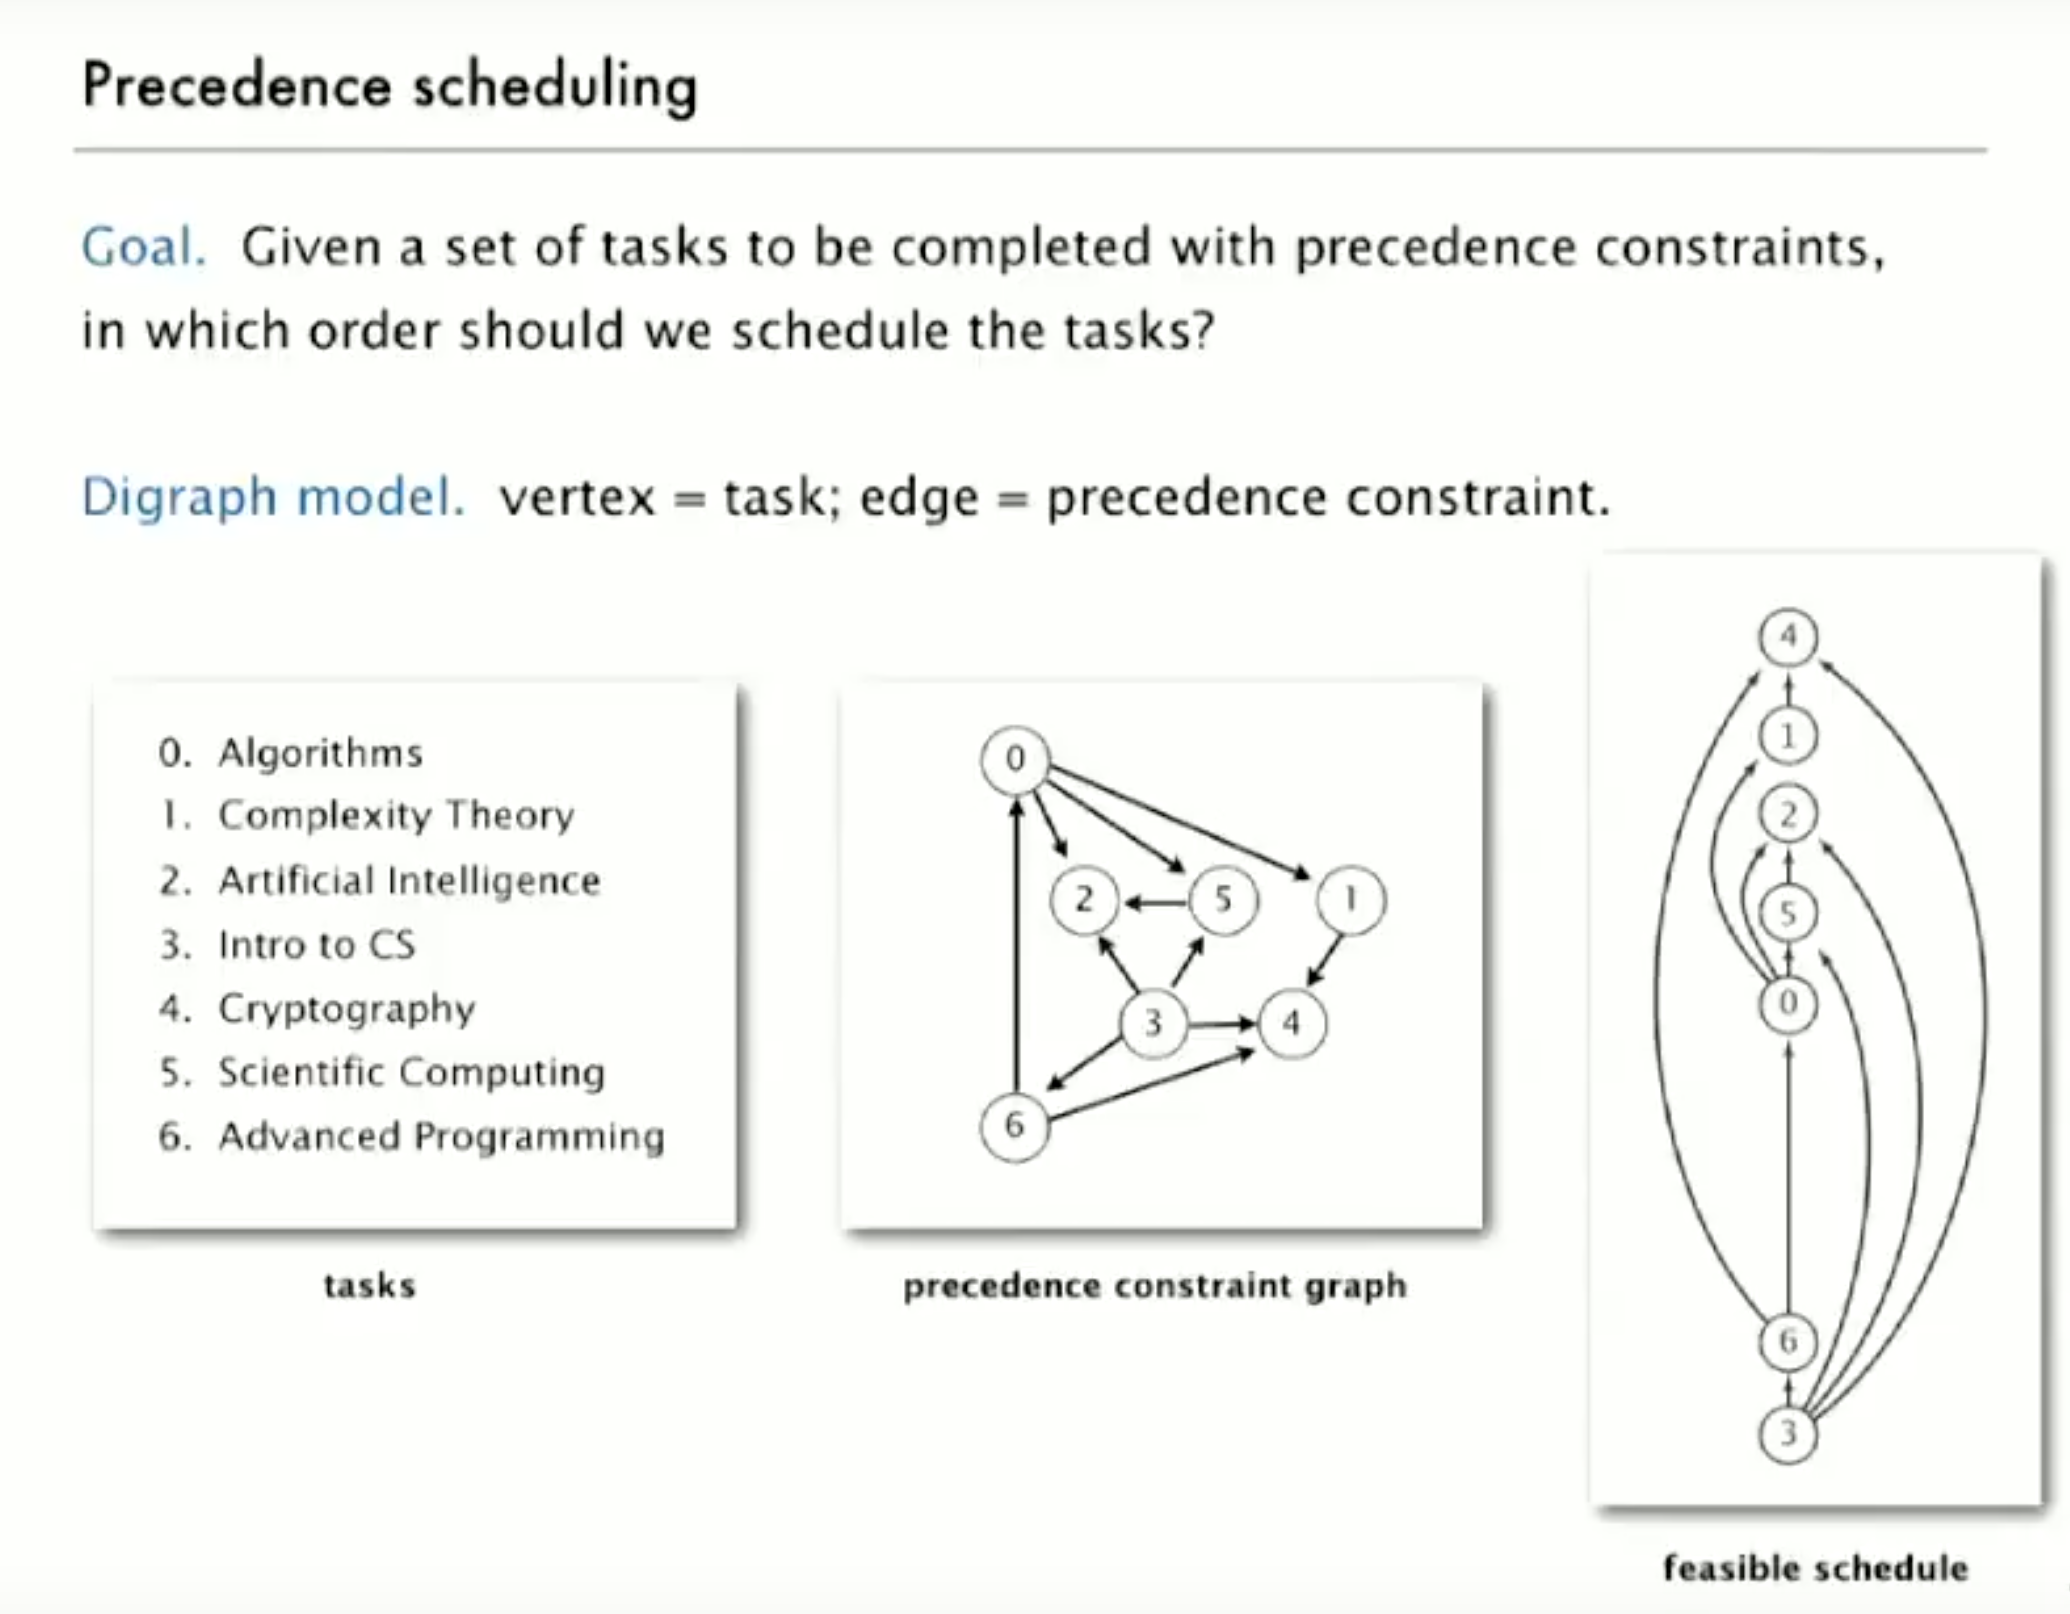 Precedence scheduling
Goal. Given a set of tasks to be completed with precedence constraints,
in which order should we schedule the tasks?
Digraph model. vertex = task; edge = precedence constraint.
0. Algorithms
1. Complexity Theory
2. Artificial Intelligence
3. Intro to CS
4. Cryptography
5. Scientific Computing
6. Advanced Programming
tasks
0
2
5
1
3
4
6
precedence constraint graph
4
1
2
5
0
6
3
feasible schedule